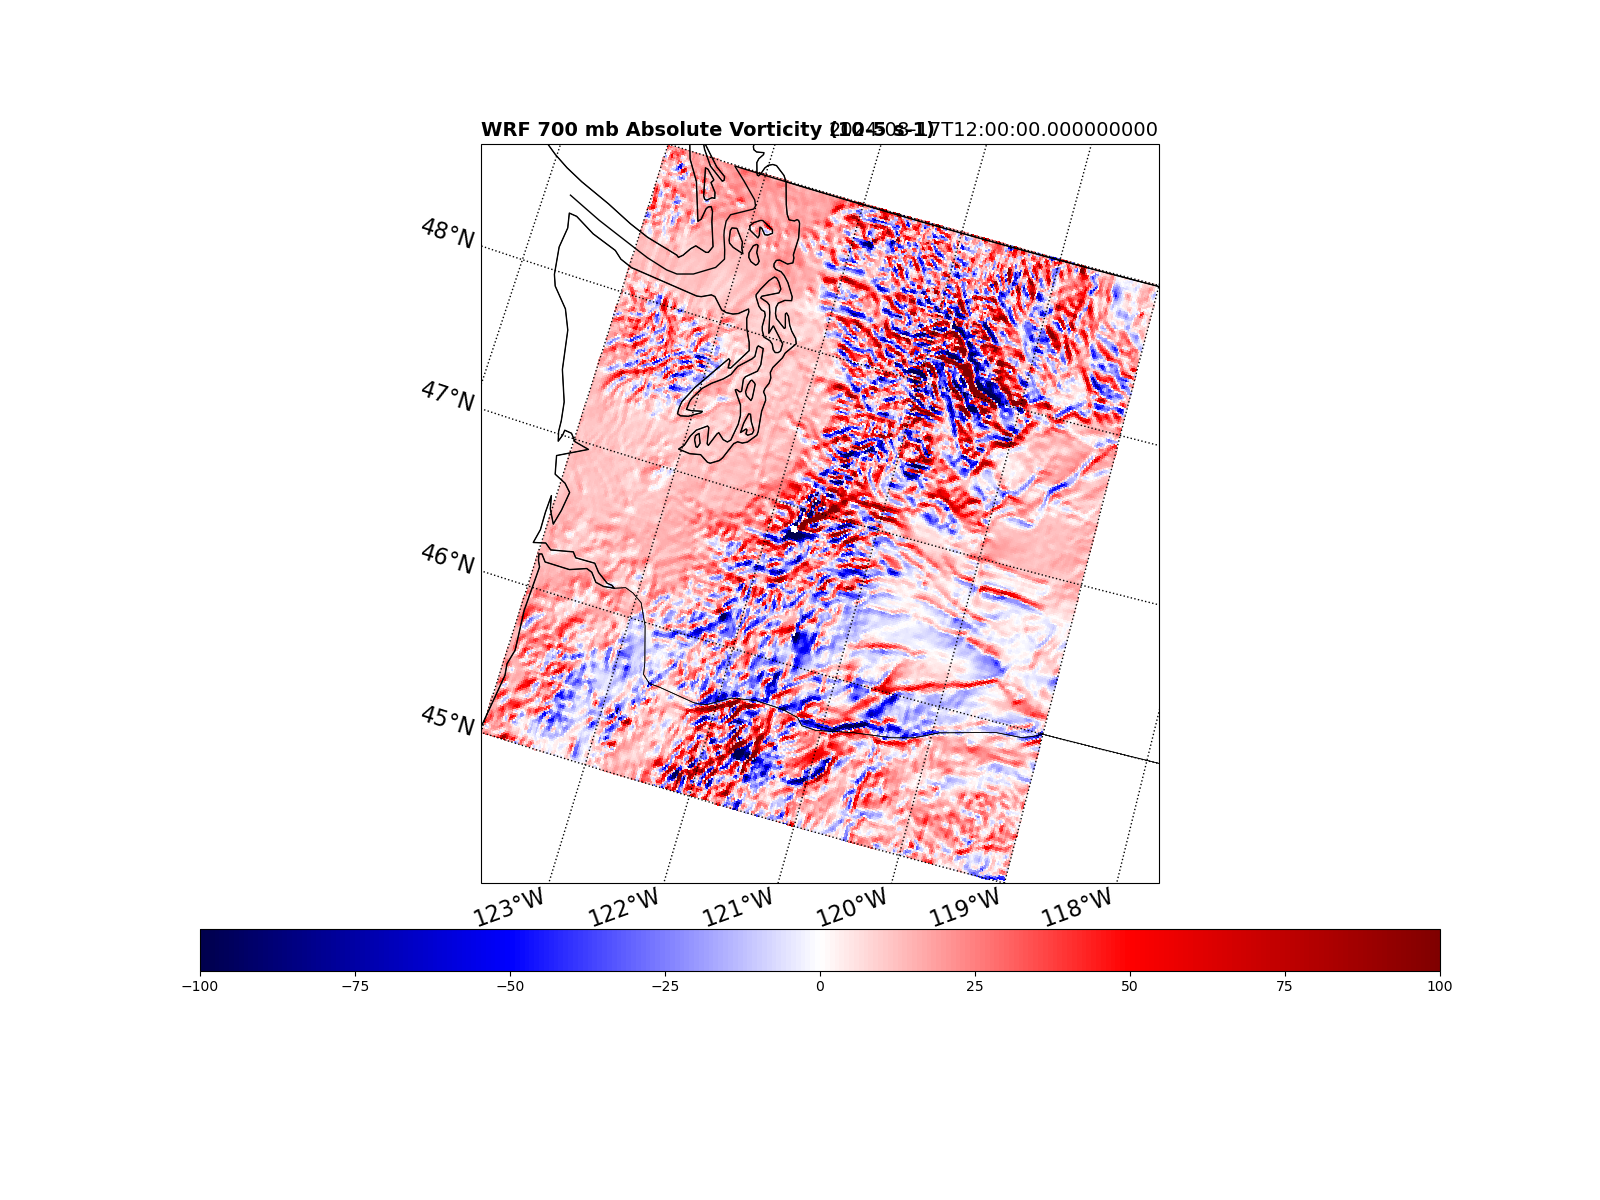 WRF 700 mb Absolute Vorticity (10-5 s-1)
17T12:00:00.000000000
48°N
47°N
46°N
45°N
123°W 122°W 121°W 120°W 119°W 118°W
−100 −75 −50 −25 0 25 50 75 100